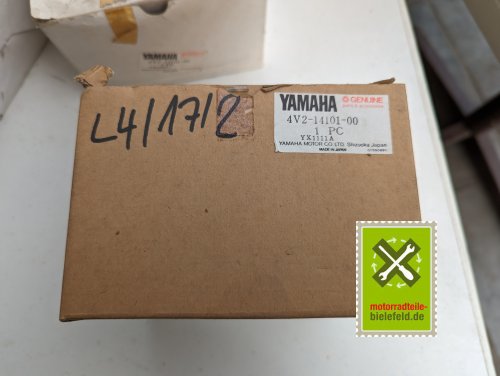 YAMAHA
L4/17/2
YAMAHA GENUINE
4V2-14101-00
1 PC
YX1111A
YAMAHA MOTOR CO. LTD. Shizuoka Japan
MADE IN JAPAN
motorradteile-
bielefeld.de